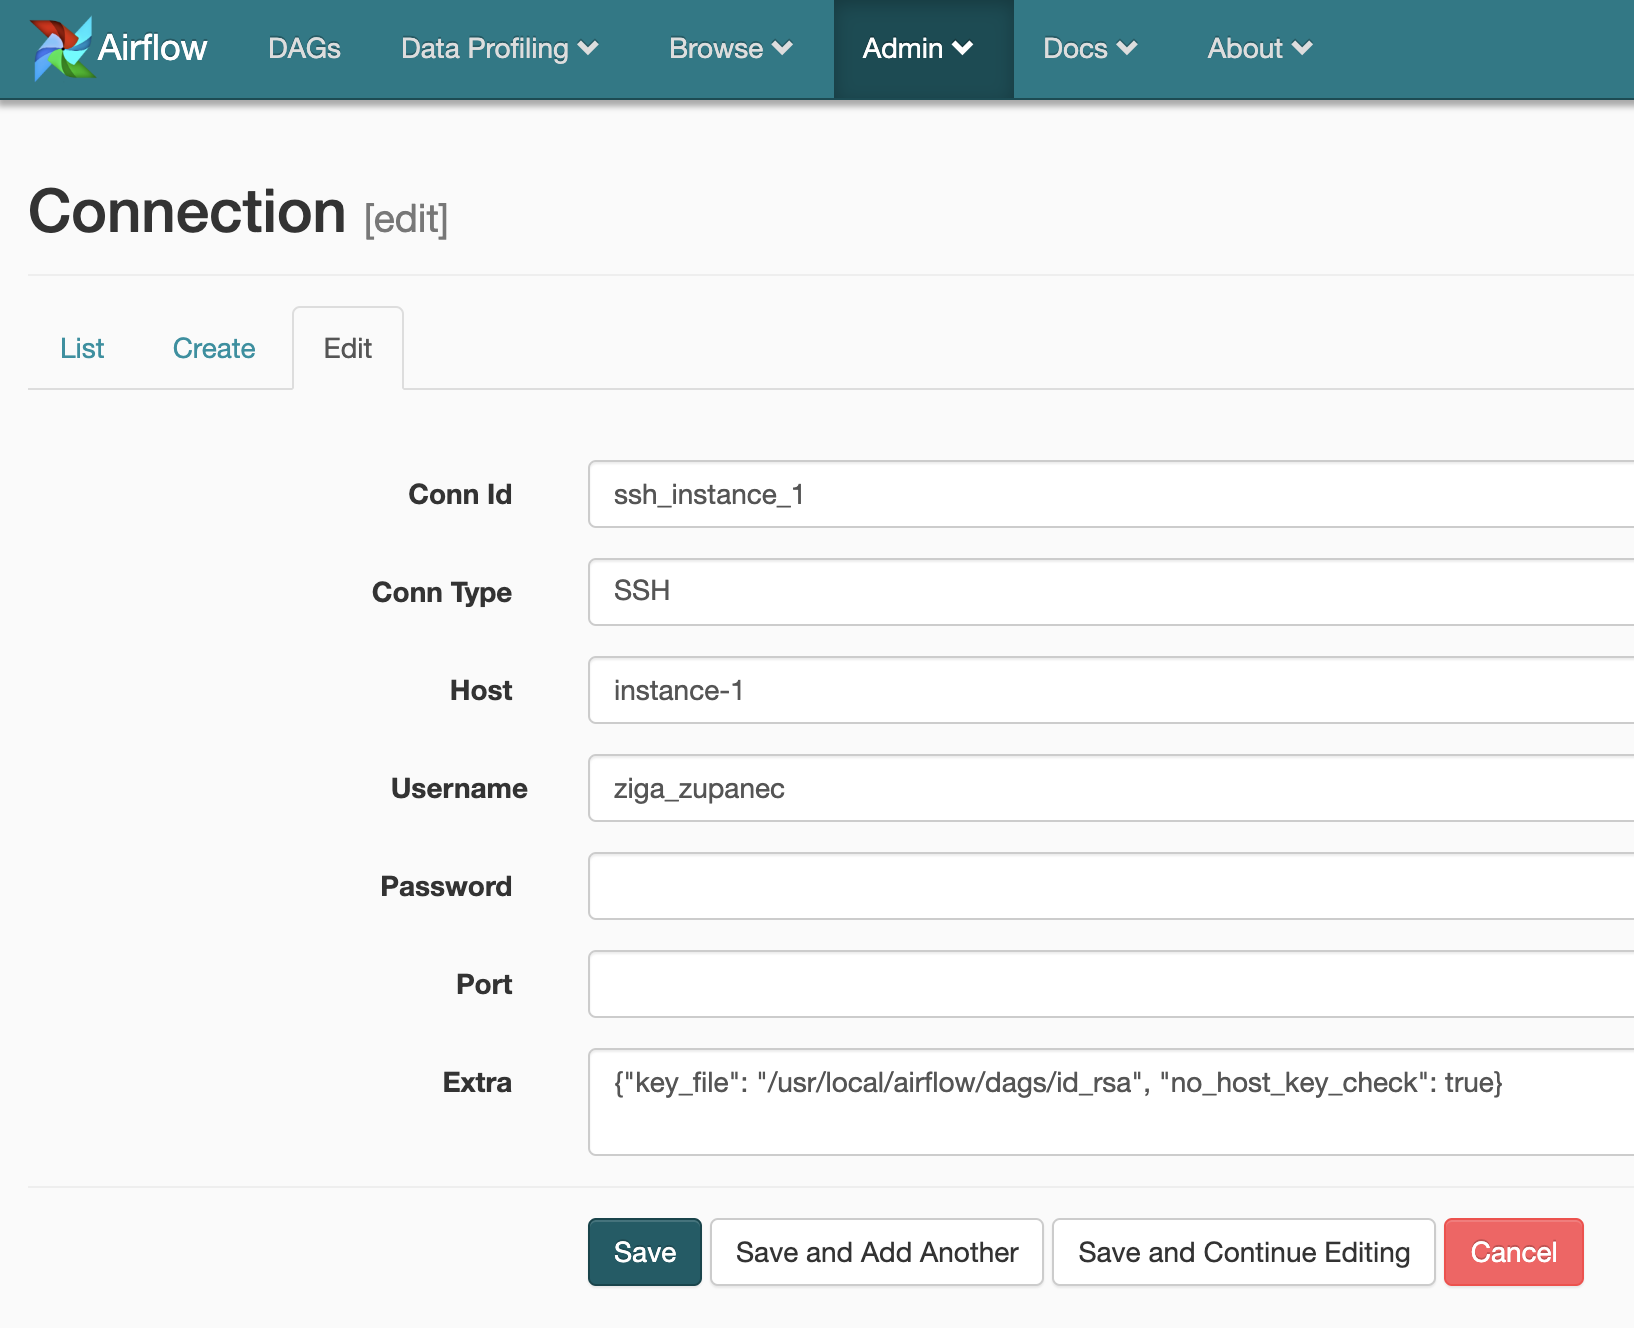 Airflow DAGs Data Profiling Browse Admin Docs About
Connection [edit]
List Create Edit
Conn Id ssh_instance_1
Conn Type SSH
Host instance-1
Username ziga_zupanec
Password
Port
Extra {"key_file": "/usr/local/airflow/dags/id_rsa", "no_host_key_check": true}
Save Save and Add Another Save and Continue Editing Cancel